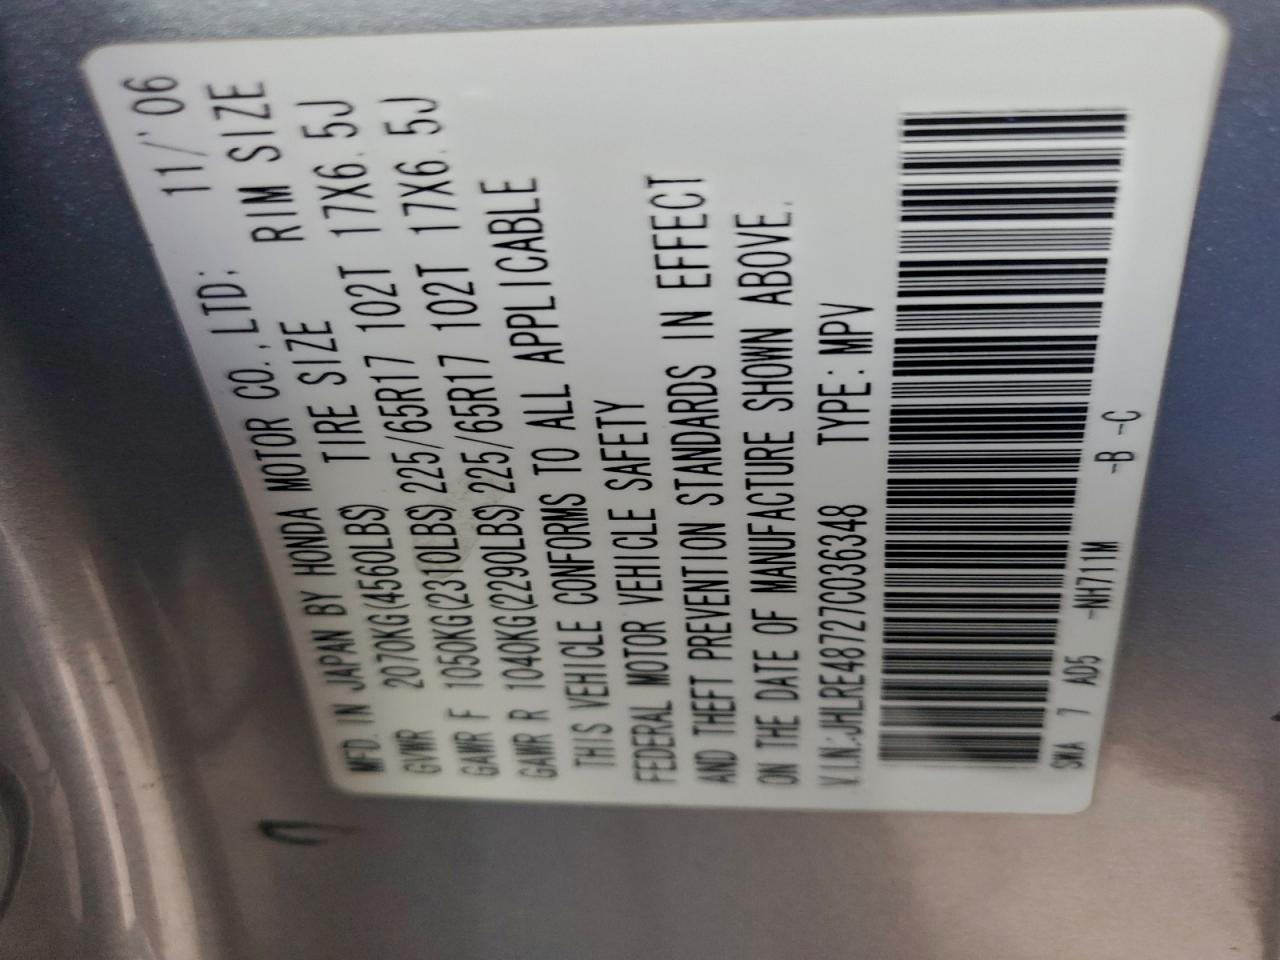 MFD. IN JAPAN BY HONDA MOTOR CO., LTD: 11/'06
GVWR 2070KG(4560LBS) TIRE SIZE RIM SIZE
GAWR F 1050KG(2310LBS) 225/65R17 102T 17X6.5J
GAWR R 1040KG(2290LBS) 225/65R17 102T 17X6.5J
THIS VEHICLE CONFORMS TO ALL APPLICABLE
FEDERAL MOTOR VEHICLE SAFETY
AND THEFT PREVENTION STANDARDS IN EFFECT
ON THE DATE OF MANUFACTURE SHOWN ABOVE.
V.I.N.:JHLRE48727C036348 TYPE: MPV
SWA 7 AD5 -NH711M -B -C